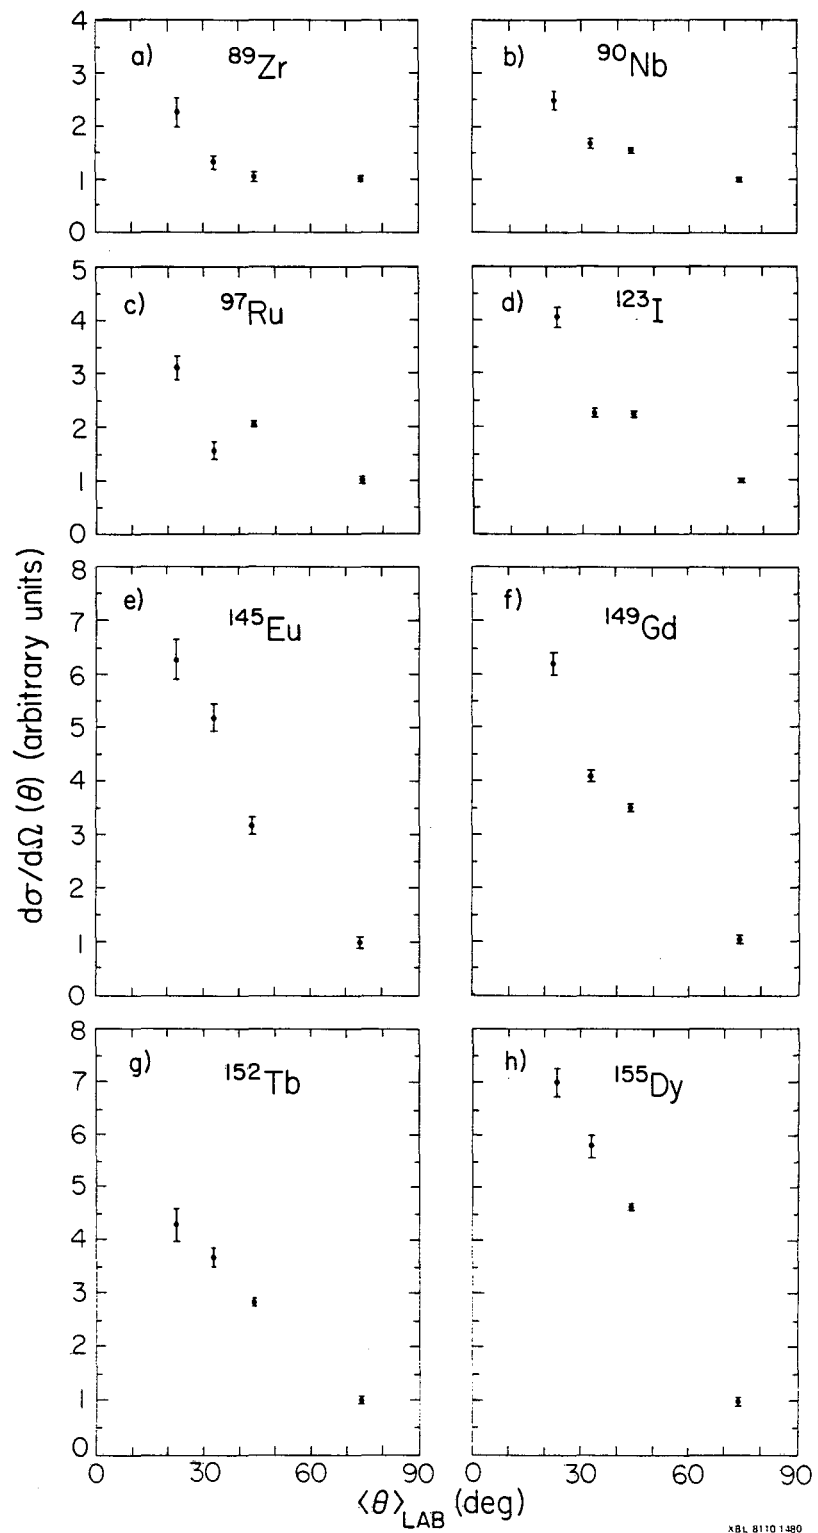 a) ⁸⁹Zr
b) ⁹⁰Nb
4
3
2
1
0
c) ⁹⁷Ru
d) ¹²³I
5
4
3
2
1
0
e) ¹⁴⁵Eu
f) ¹⁴⁹Gd
8
7
6
5
4
3
2
1
0
dσ/dΩ (θ) (arbitrary units)
g) ¹⁵²Tb
h) ¹⁵⁵Dy
8
7
6
5
4
3
2
1
0
0 30 60 90
0 30 60 90
⟨θ⟩LAB (deg)
XBL 8110 1480